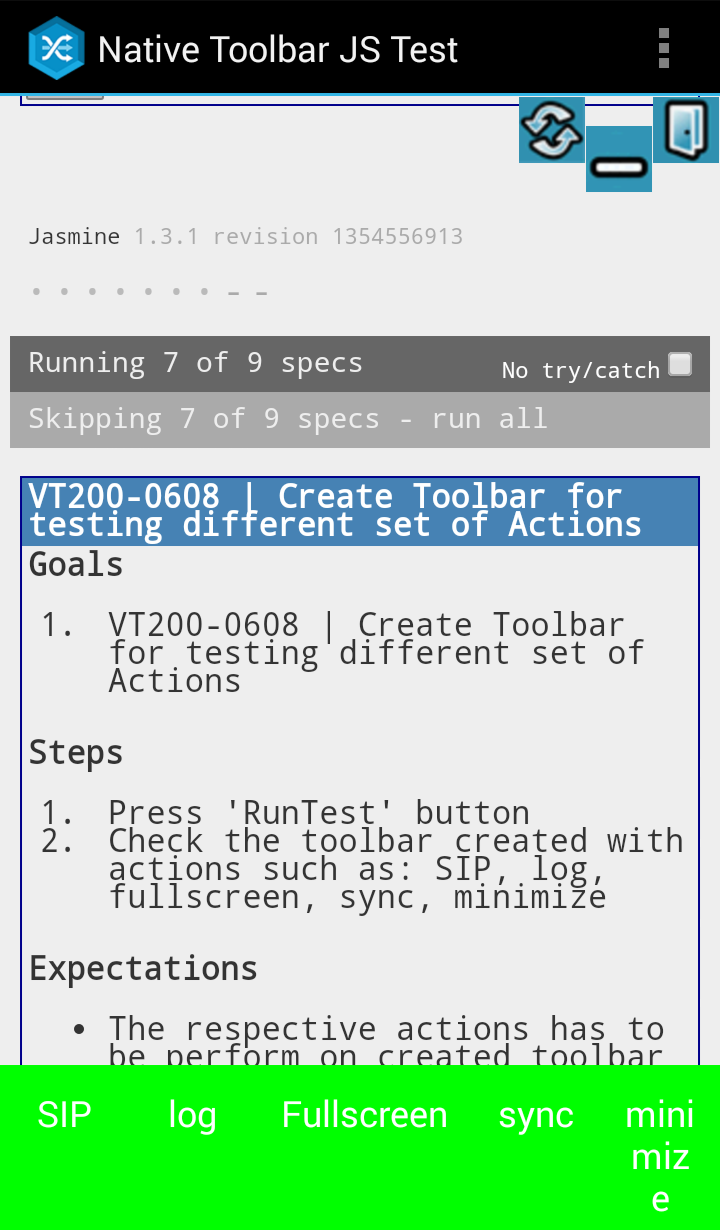 Native Toolbar JS Test
Jasmine 1.3.1 revision 1354556913
Running 7 of 9 specs
No try/catch
Skipping 7 of 9 specs - run all
VT200-0608 | Create Toolbar for
testing different set of Actions
Goals
1. VT200-0608 | Create Toolbar
for testing different set of
Actions
Steps
1. Press 'RunTest' button
2. Check the toolbar created with
actions such as: SIP, log,
fullscreen, sync, minimize
Expectations
• The respective actions has to
be perform on created toolbar
SIP
log
Fullscreen
sync
mini
miz
e